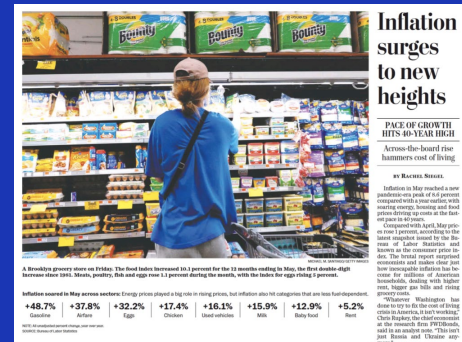 Bounty
Bounty
Bounty
MICHAEL M. SANTIAGO/GETTY IMAGES
A Brooklyn grocery store on Friday. The food index increased 10.1 percent for the 12 months ending in May, the first double-digit
increase since 1981. Meats, poultry, fish and eggs rose 1.1 percent during the month, with the index for eggs rising 5 percent.
Inflation soared in May across sectors: Energy prices played a big role in rising prices, but inflation also hit categories that are less fuel-dependent.
+48.7% +37.8% +32.2% +17.4% +16.1% +15.9% +12.9% +5.2%
Gasoline Airfare Eggs Chicken Used vehicles Milk Baby food Rent
NOTE: All unadjusted percent change, year over year.
SOURCE: Bureau of Labor Statistics
Inflation
surges
to new
heights
PACE OF GROWTH
HITS 40-YEAR HIGH
Across-the-board rise
hammers cost of living
BY RACHEL SIEGEL
Inflation in May reached a new
pandemic-era peak of 8.6 percent
compared with a year earlier, with
soaring energy, housing and food
prices driving up costs at the fast-
est pace in 40 years.
Compared with April, May pric-
es rose 1 percent, according to the
latest snapshot issued by the Bu-
reau of Labor Statistics and
known as the consumer price in-
dex. The brutal report surprised
economists and makes clear just
how inescapable inflation has be-
come for millions of American
households, dealing with higher
rent, bigger gas bills and rising
grocery costs.
"Whatever Washington has
done to try to fix the cost of living
crisis in America, it isn't working,"
Chris Rupkey, the chief economist
at the research firm FWDBonds,
said in an analyst note. "This isn't
just Russia and Ukraine any-